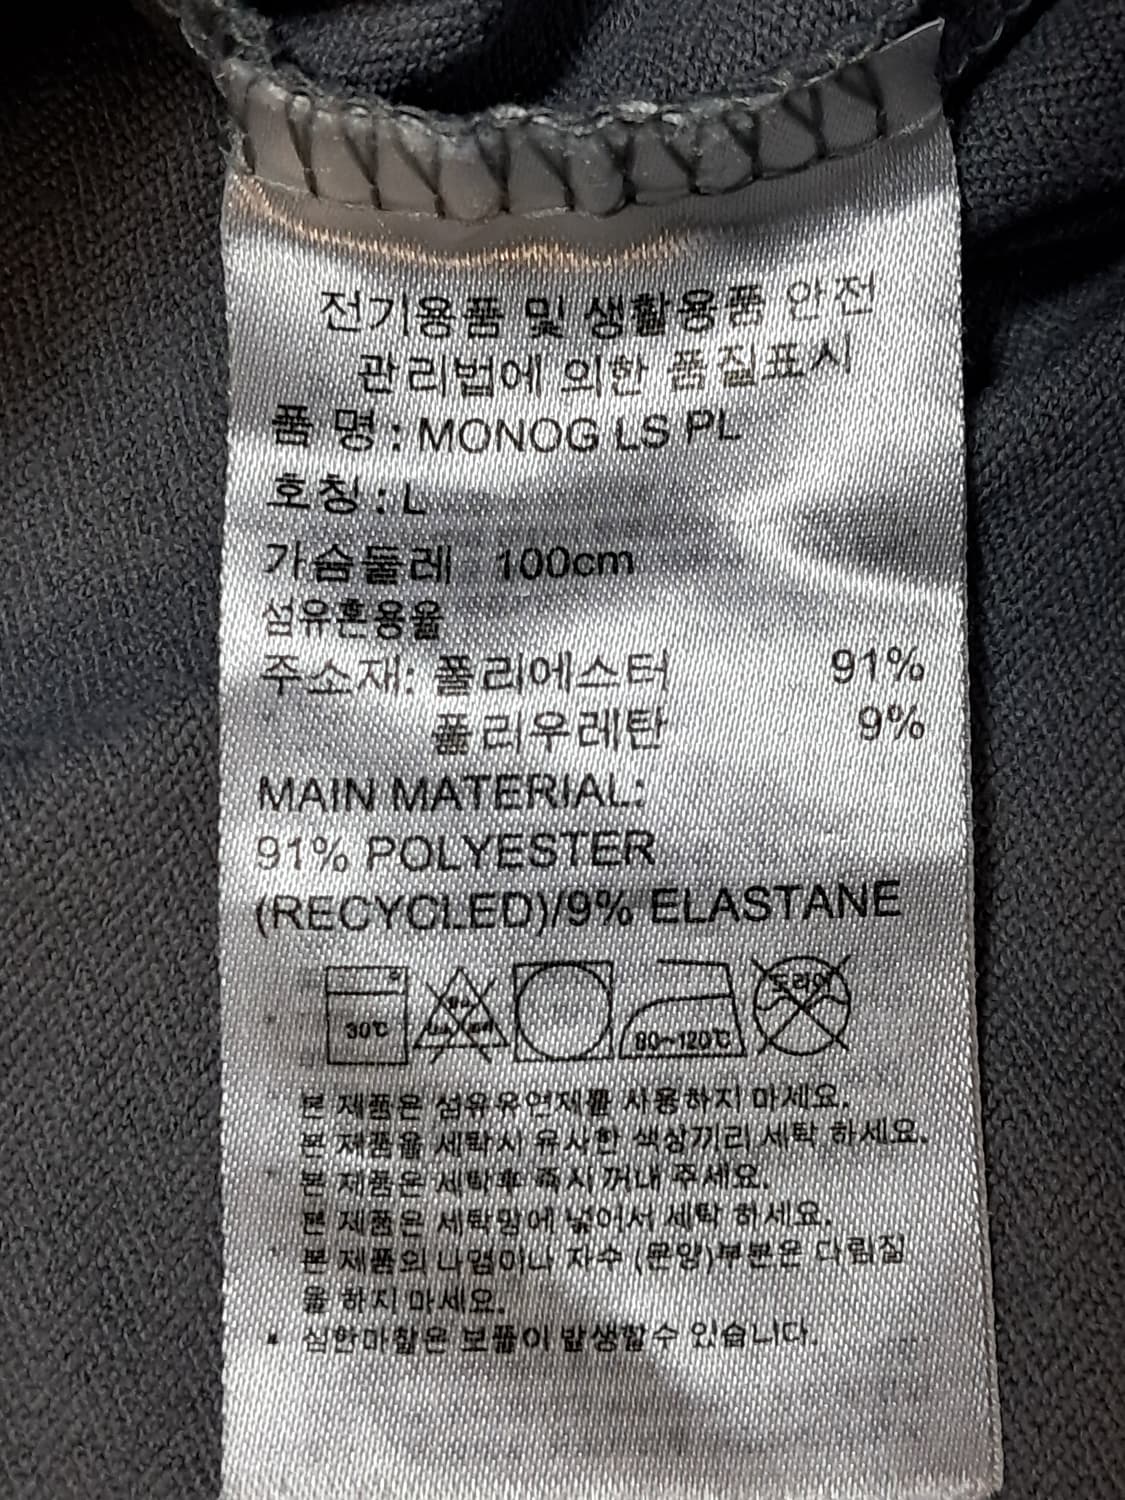 전기용품 및 생활용품 안전
관리법에 의한 품질표시
품 명 : MONOG LS PL
호칭 : L
가슴둘레 100cm
섬유혼용율
주소재: 폴리에스터 91%
폴리우레탄 9%
MAIN MATERIAL:
91% POLYESTER
(RECYCLED)/9% ELASTANE
30℃
80~120℃
드라이
본 제품은 섬유유연제를 사용하지 마세요.
본 제품을 세탁시 유사한 색상끼리 세탁 하세요.
본 제품은 세탁후 즉시 꺼내 주세요.
본 제품은 세탁망에 넣어서 세탁 하세요.
본 제품의 나염이나 자수 (문양)부분은 다림질
을 하지 마세요.
심한마찰은 보풀이 발생할수 있습니다.